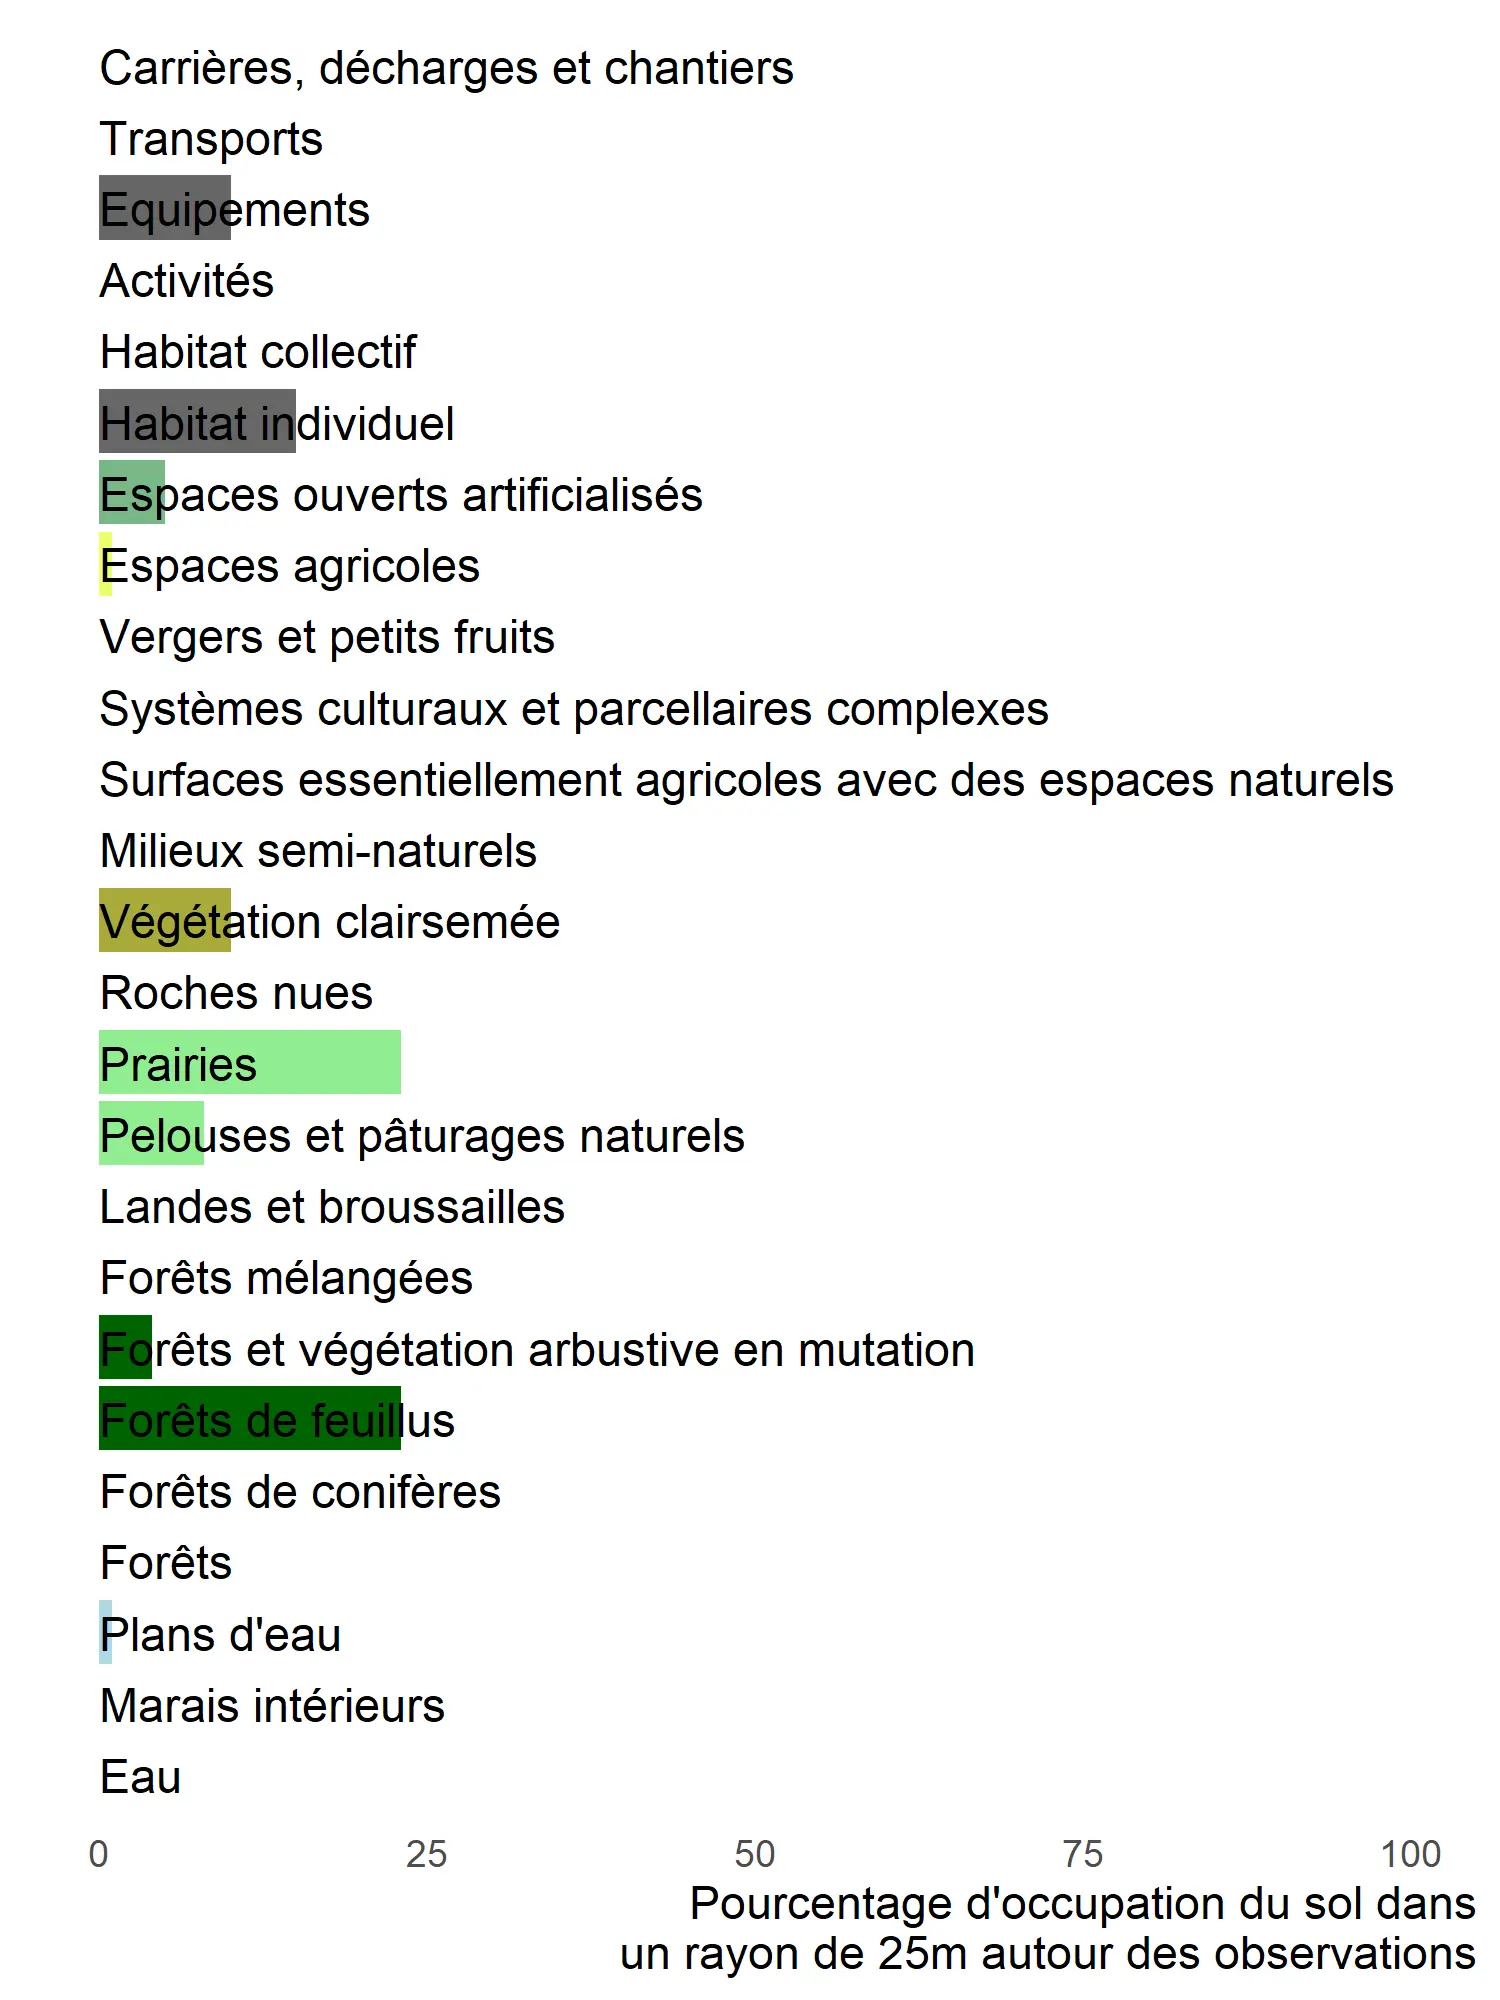 Carrières, décharges et chantiers
Transports
Equipements
Activités
Habitat collectif
Habitat individuel
Espaces ouverts artificialisés
Espaces agricoles
Vergers et petits fruits
Systèmes culturaux et parcellaires complexes
Surfaces essentiellement agricoles avec des espaces naturels
Milieux semi-naturels
Végétation clairsemée
Roches nues
Prairies
Pelouses et pâturages naturels
Landes et broussailles
Forêts mélangées
Forêts et végétation arbustive en mutation
Forêts de feuillus
Forêts de conifères
Forêts
Plans d'eau
Marais intérieurs
Eau
0 25 50 75 100
Pourcentage d'occupation du sol dans
un rayon de 25m autour des observations